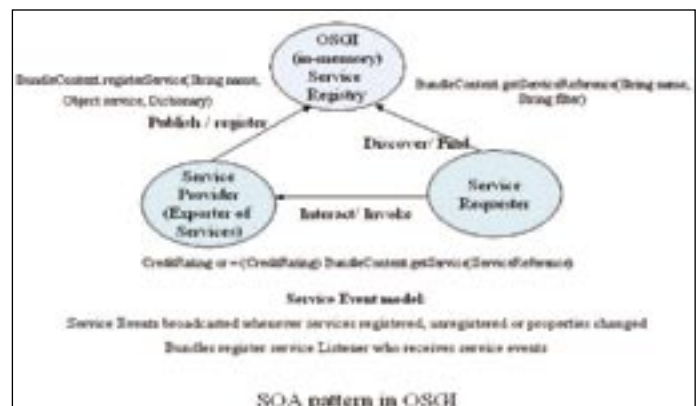 OSGI
(in-memory)
Service
Registry
BundleContext.registerService(String name,
Object service, Dictionary)
Publish / register
BundleContext.getServiceReference(String name,
String filter)
Discover/ Find
Service
Provider
(Exporter of
Services)
Interact/ Invoke
Service
Requester
CreditRating cr = (CreditRating) BundleContext.getService(ServiceReference)
Service Event model:
Service Events broadcasted whenever services registered, unregistered or properties changed
Bundles register service Listener who receives service events
SOA pattern in OSGI